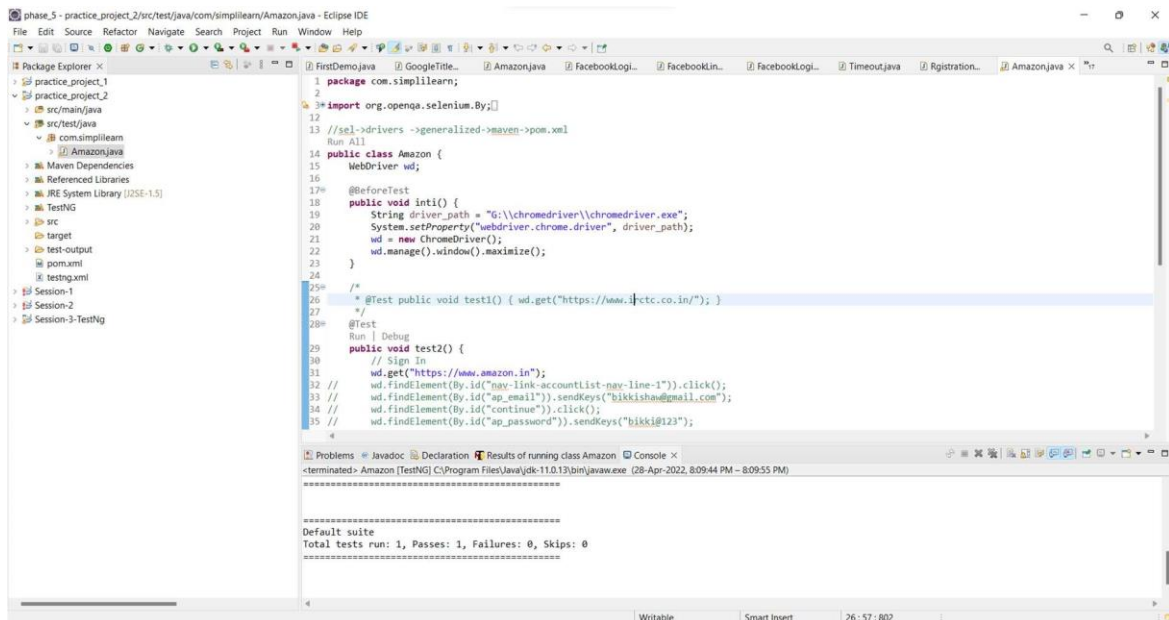 phase_5 - practice_project_2/src/test/java/com/simplilearn/Amazon.java - Eclipse IDE
File Edit Source Refactor Navigate Search Project Run Window Help
Package Explorer
practice_project_1
practice_project_2
src/main/java
src/test/java
com.simplilearn
Amazon.java
Maven Dependencies
Referenced Libraries
JRE System Library [J2SE-1.5]
TestNG
src
target
test-output
pom.xml
testng.xml
Session-1
Session-2
Session-3-TestNg
FirstDemo.java GoogleTitle... Amazon.java FacebookLogi... FacebookLin... FacebookLogi... Timeout.java Rgistration... Amazon.java
1 package com.simplilearn;
2
3 import org.openqa.selenium.By;
12
13 //sel->drivers ->generalized->maven->pom.xml
Run All
14 public class Amazon {
15 WebDriver wd;
16
17 @BeforeTest
18 public void inti() {
19 String driver_path = "G:\\chromedriver\\chromedriver.exe";
20 System.setProperty("webdriver.chrome.driver", driver_path);
21 wd = new ChromeDriver();
22 wd.manage().window().maximize();
23 }
24
25 /*
26 * @Test public void test1() { wd.get("https://www.irctc.co.in/"); }
27 */
28 @Test
Run | Debug
29 public void test2() {
30 // Sign In
31 wd.get("https://www.amazon.in");
32 // wd.findElement(By.id("nav-link-accountList-nav-line-1")).click();
33 // wd.findElement(By.id("ap_email")).sendKeys("bikkishaw@gmail.com");
34 // wd.findElement(By.id("continue")).click();
35 // wd.findElement(By.id("ap_password")).sendKeys("bikki@123");
Problems Javadoc Declaration Results of running class Amazon Console
<terminated> Amazon [TestNG] C:\Program Files\Java\jdk-11.0.13\bin\javaw.exe (28-Apr-2022, 8:09:44 PM – 8:09:55 PM)
===============================================
===============================================
Default suite
Total tests run: 1, Passes: 1, Failures: 0, Skips: 0
===============================================
Writable Smart Insert 26 : 57 : 802